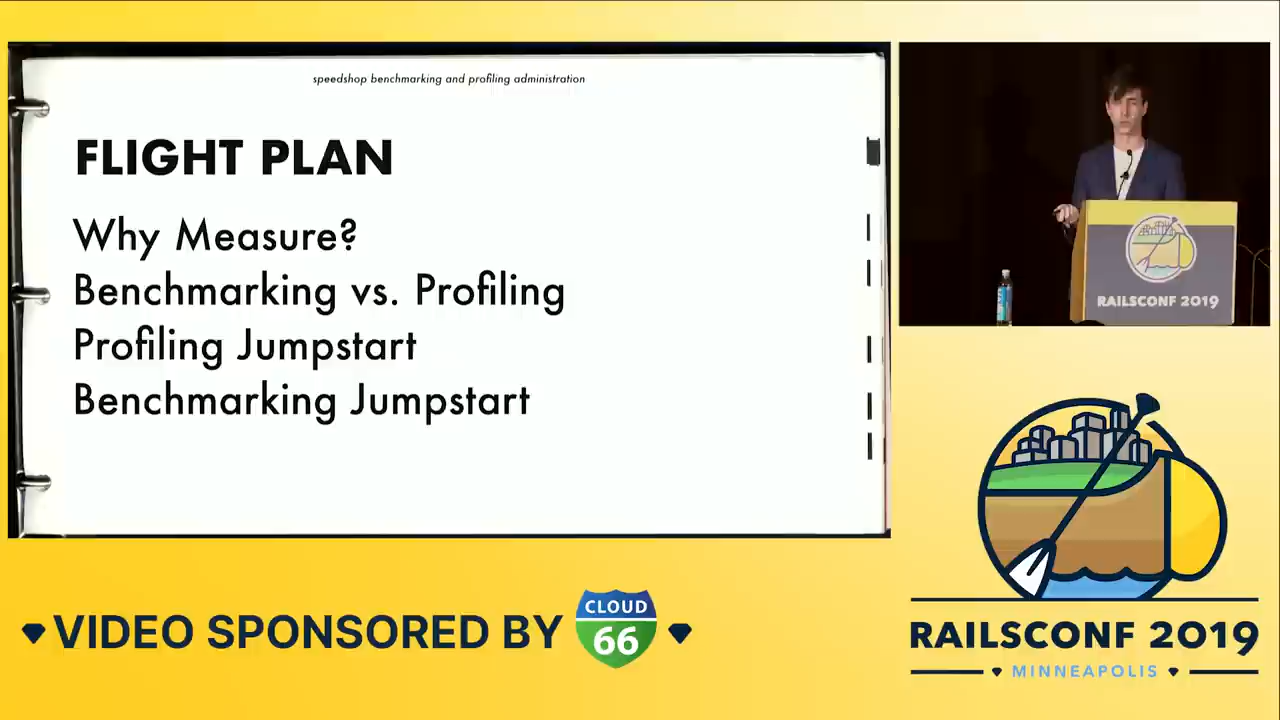 speedshop benchmarking and profiling administration
FLIGHT PLAN
Why Measure?
Benchmarking vs. Profiling
Profiling Jumpstart
Benchmarking Jumpstart
RAILSCONF 2019
VIDEO SPONSORED BY
CLOUD
66
RAILSCONF 2019
MINNEAPOLIS